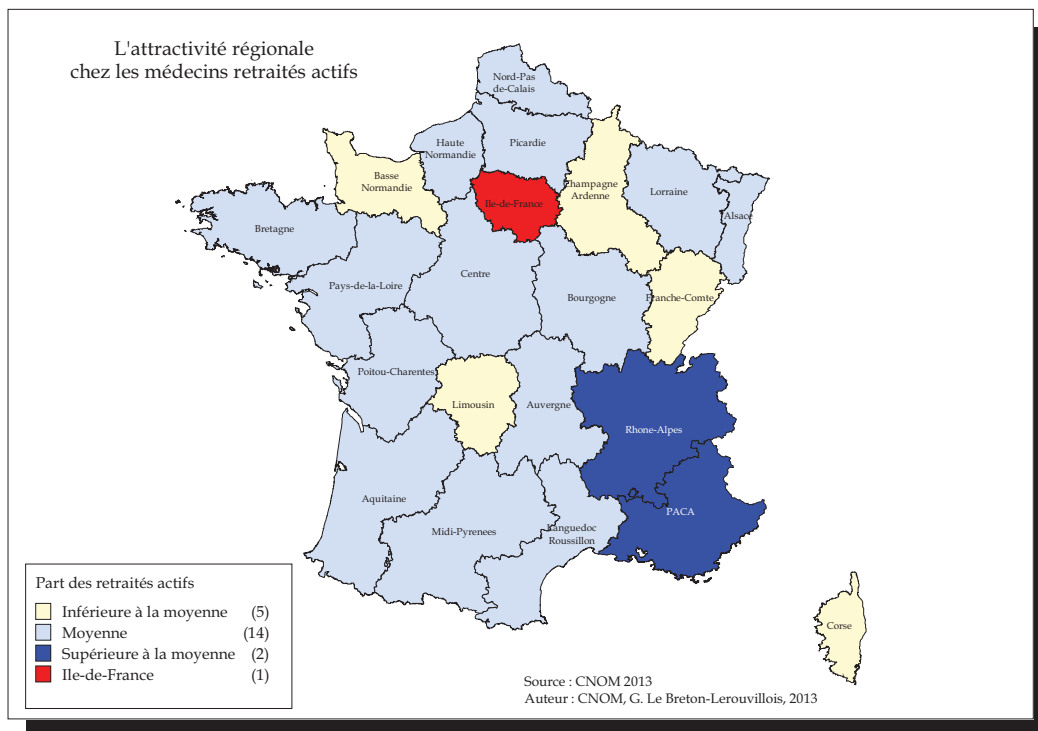 L'attractivité régionale
chez les médecins retraités actifs
Nord-Pas
de-Calais
Haute
Normandie
Picardie
Basse
Normandie
Champagne
Ardenne
Lorraine
Alsace
Ile-de-France
Bretagne
Centre
Pays-de-la-Loire
Bourgogne
Franche-Comte
Poitou-Charentes
Limousin
Auvergne
Rhone-Alpes
Aquitaine
Midi-Pyrenees
Languedoc
Roussillon
PACA
Corse
Part des retraités actifs
Inférieure à la moyenne (5)
Moyenne (14)
Supérieure à la moyenne (2)
Ile-de-France (1)
Source : CNOM 2013
Auteur : CNOM, G. Le Breton-Lerouvillois, 2013